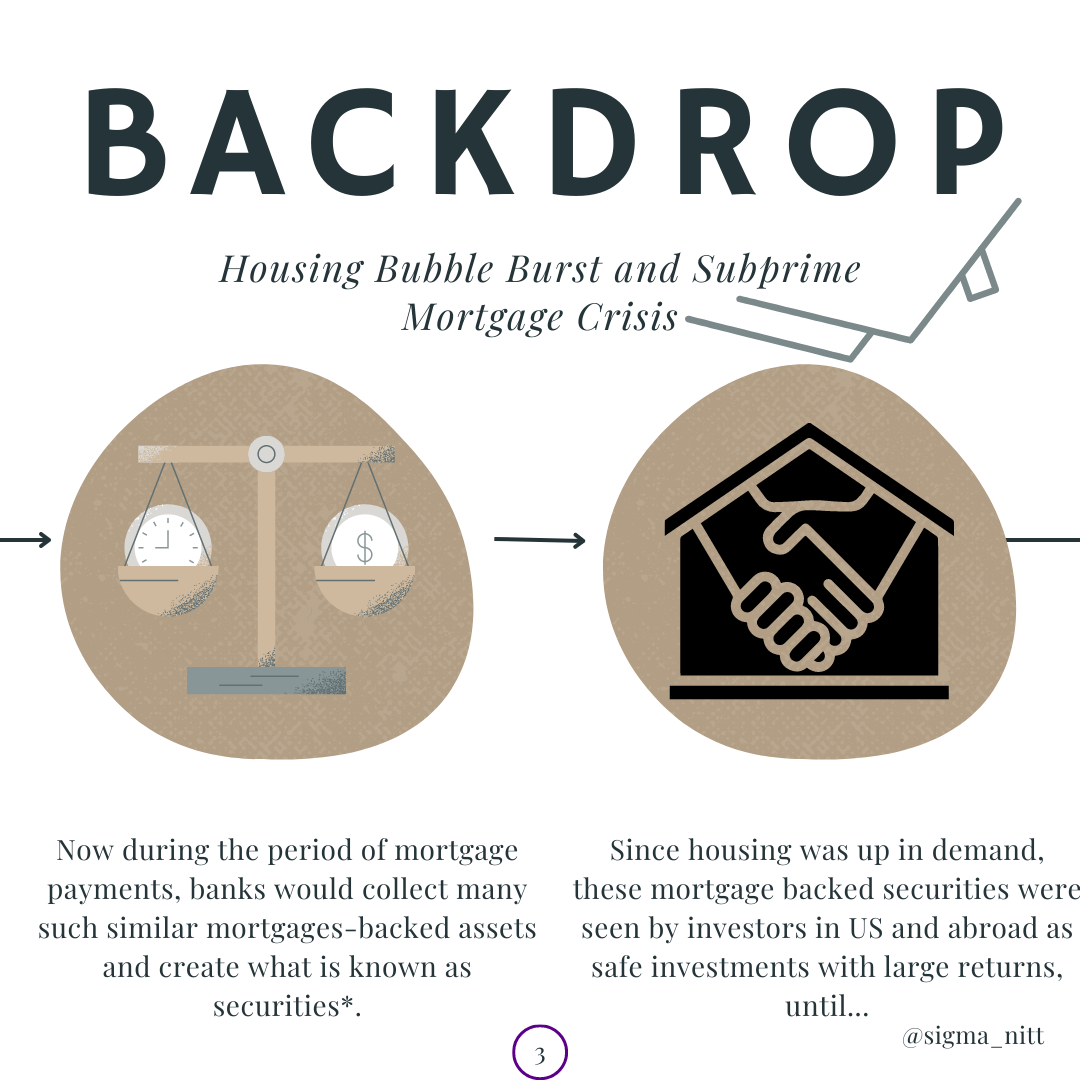 BACKDROP
Housing Bubble Burst and Subprime
Mortgage Crisis
$
Now during the period of mortgage
payments, banks would collect many
such similar mortgages-backed assets
and create what is known as
securities*.
Since housing was up in demand,
these mortgage backed securities were
seen by investors in US and abroad as
safe investments with large returns,
until...
@sigma_nitt
3